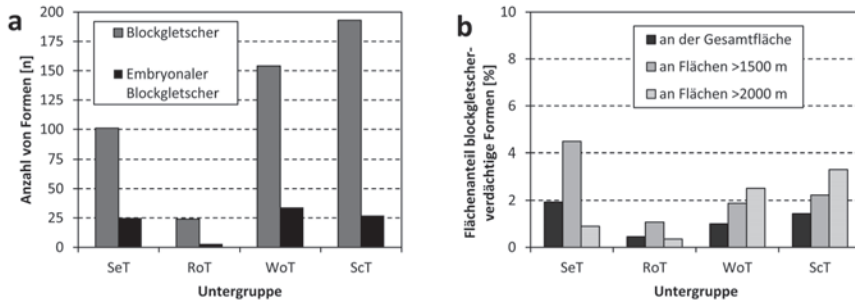 a
Anzahl von Formen [n]
200
175
150
125
100
75
50
25
0
Blockgletscher
Embryonaler
Blockgletscher
SeT RoT WoT ScT
Untergruppe
b
Flächenanteil blockgletscher-
verdächtige Formen [%]
10
8
6
4
2
0
an der Gesamtfläche
an Flächen >1500 m
an Flächen >2000 m
SeT RoT WoT ScT
Untergruppe